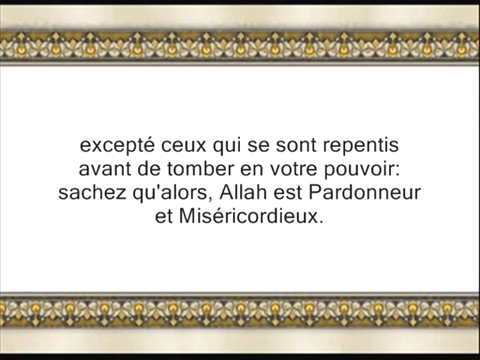 excepté ceux qui se sont repentis
avant de tomber en votre pouvoir:
sachez qu'alors, Allah est Pardonneur
et Miséricordieux.